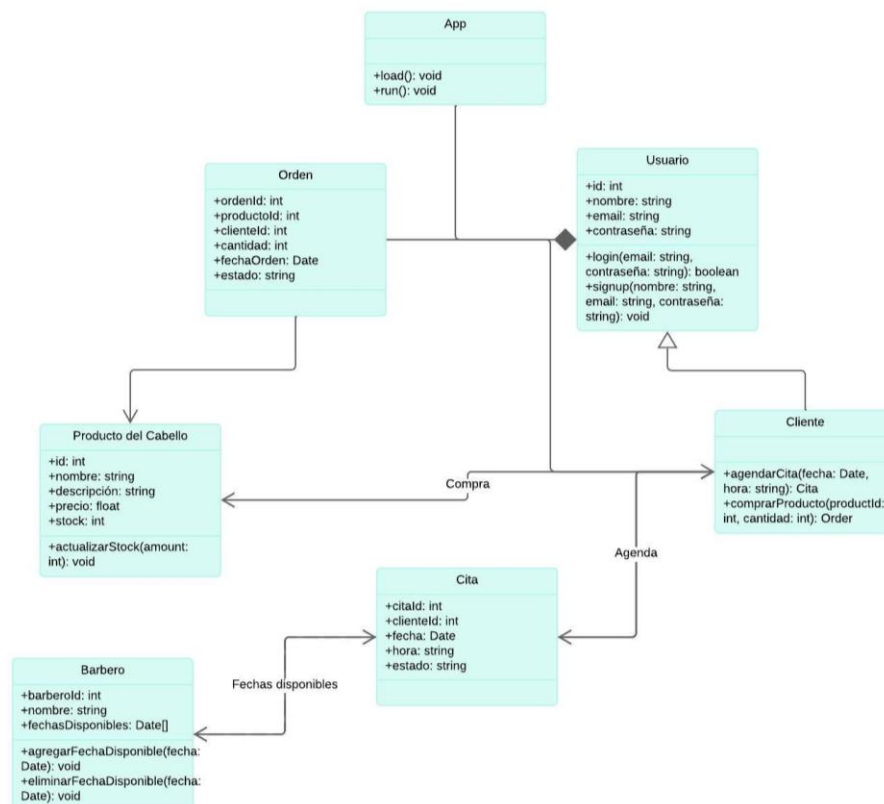 App
+load(): void
+run(): void
Orden
+ordenId: int
+productoId: int
+clienteId: int
+cantidad: int
+fechaOrden: Date
+estado: string
Usuario
+id: int
+nombre: string
+email: string
+contraseña: string
+login(email: string,
contraseña: string): boolean
+signup(nombre: string,
email: string, contraseña:
string): void
Producto del Cabello
+id: int
+nombre: string
+descripción: string
+precio: float
+stock: int
+actualizarStock(amount:
int): void
Compra
Cliente
+agendarCita(fecha: Date,
hora: string): Cita
+comprarProducto(productId:
int, cantidad: int): Order
Agenda
Cita
+citaId: int
+clienteId: int
+fecha: Date
+hora: string
+estado: string
Fechas disponibles
Barbero
+barberoId: int
+nombre: string
+fechasDisponibles: Date[]
+agregarFechaDisponible(fecha:
Date): void
+eliminarFechaDisponible(fecha:
Date): void